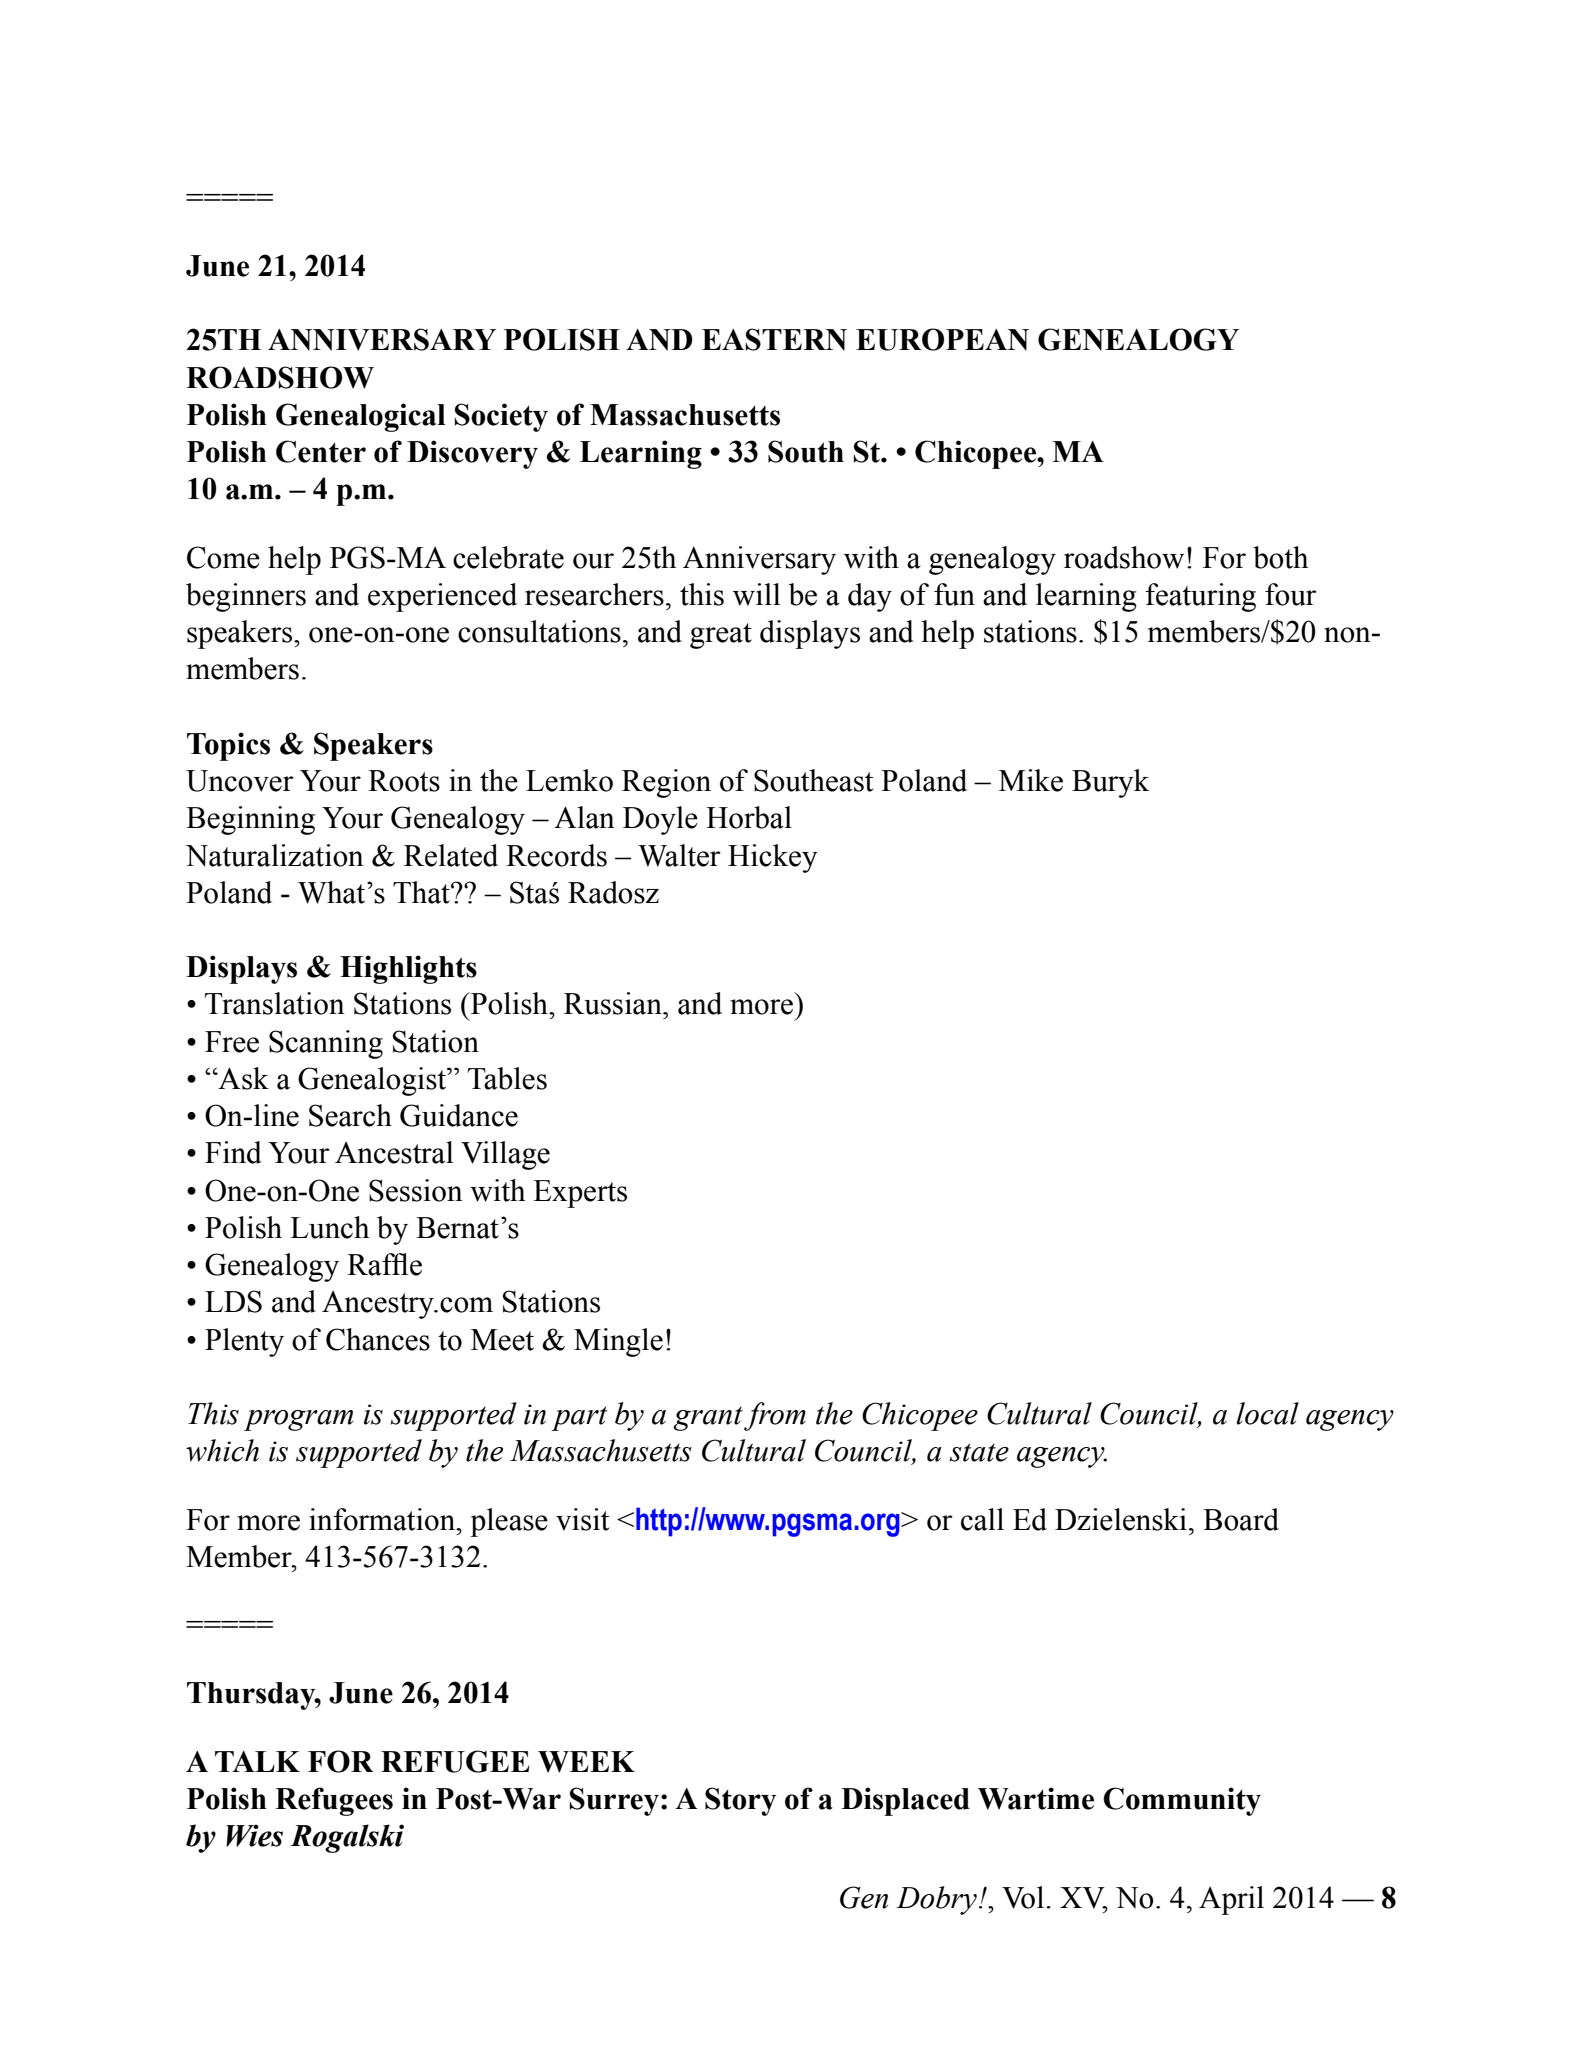 =====
June 21, 2014
25TH ANNIVERSARY POLISH AND EASTERN EUROPEAN GENEALOGY
ROADSHOW
Polish Genealogical Society of Massachusetts
Polish Center of Discovery & Learning • 33 South St. • Chicopee, MA
10 a.m. – 4 p.m.
Come help PGS-MA celebrate our 25th Anniversary with a genealogy roadshow! For both
beginners and experienced researchers, this will be a day of fun and learning featuring four
speakers, one-on-one consultations, and great displays and help stations. $15 members/$20 non-
members.
Topics & Speakers
Uncover Your Roots in the Lemko Region of Southeast Poland – Mike Buryk
Beginning Your Genealogy – Alan Doyle Horbal
Naturalization & Related Records – Walter Hickey
Poland - What’s That?? – Staś Radosz
Displays & Highlights
• Translation Stations (Polish, Russian, and more)
• Free Scanning Station
• “Ask a Genealogist” Tables
• On-line Search Guidance
• Find Your Ancestral Village
• One-on-One Session with Experts
• Polish Lunch by Bernat’s
• Genealogy Raffle
• LDS and Ancestry.com Stations
• Plenty of Chances to Meet & Mingle!
This program is supported in part by a grant from the Chicopee Cultural Council, a local agency
which is supported by the Massachusetts Cultural Council, a state agency.
For more information, please visit <http://www.pgsma.org> or call Ed Dzielenski, Board
Member, 413-567-3132.
=====
Thursday, June 26, 2014
A TALK FOR REFUGEE WEEK
Polish Refugees in Post-War Surrey: A Story of a Displaced Wartime Community
by Wies Rogalski
Gen Dobry!, Vol. XV, No. 4, April 2014 — 8